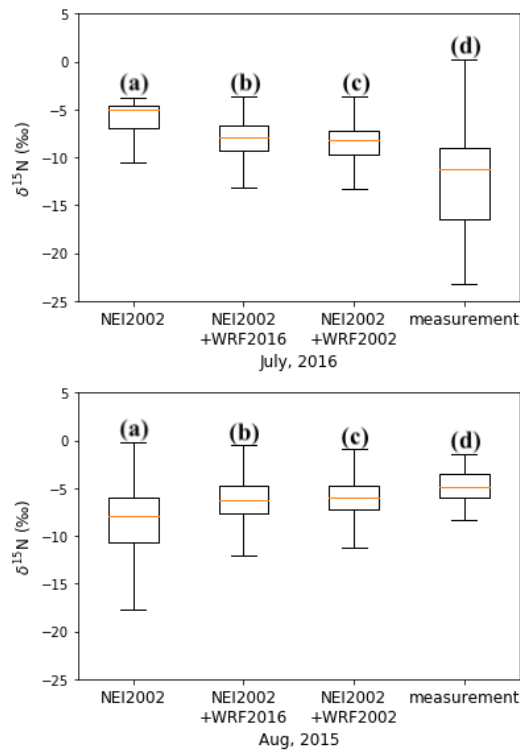 5
(d)
0
(a)
(b)
(c)
−5
δ¹⁵N (‰)
−10
−15
−20
−25
NEI2002
NEI2002
NEI2002
measurement
+WRF2016
+WRF2002
July, 2016
5
(a)
(b)
(c)
(d)
0
−5
δ¹⁵N (‰)
−10
−15
−20
−25
NEI2002
NEI2002
NEI2002
measurement
+WRF2016
+WRF2002
Aug, 2015